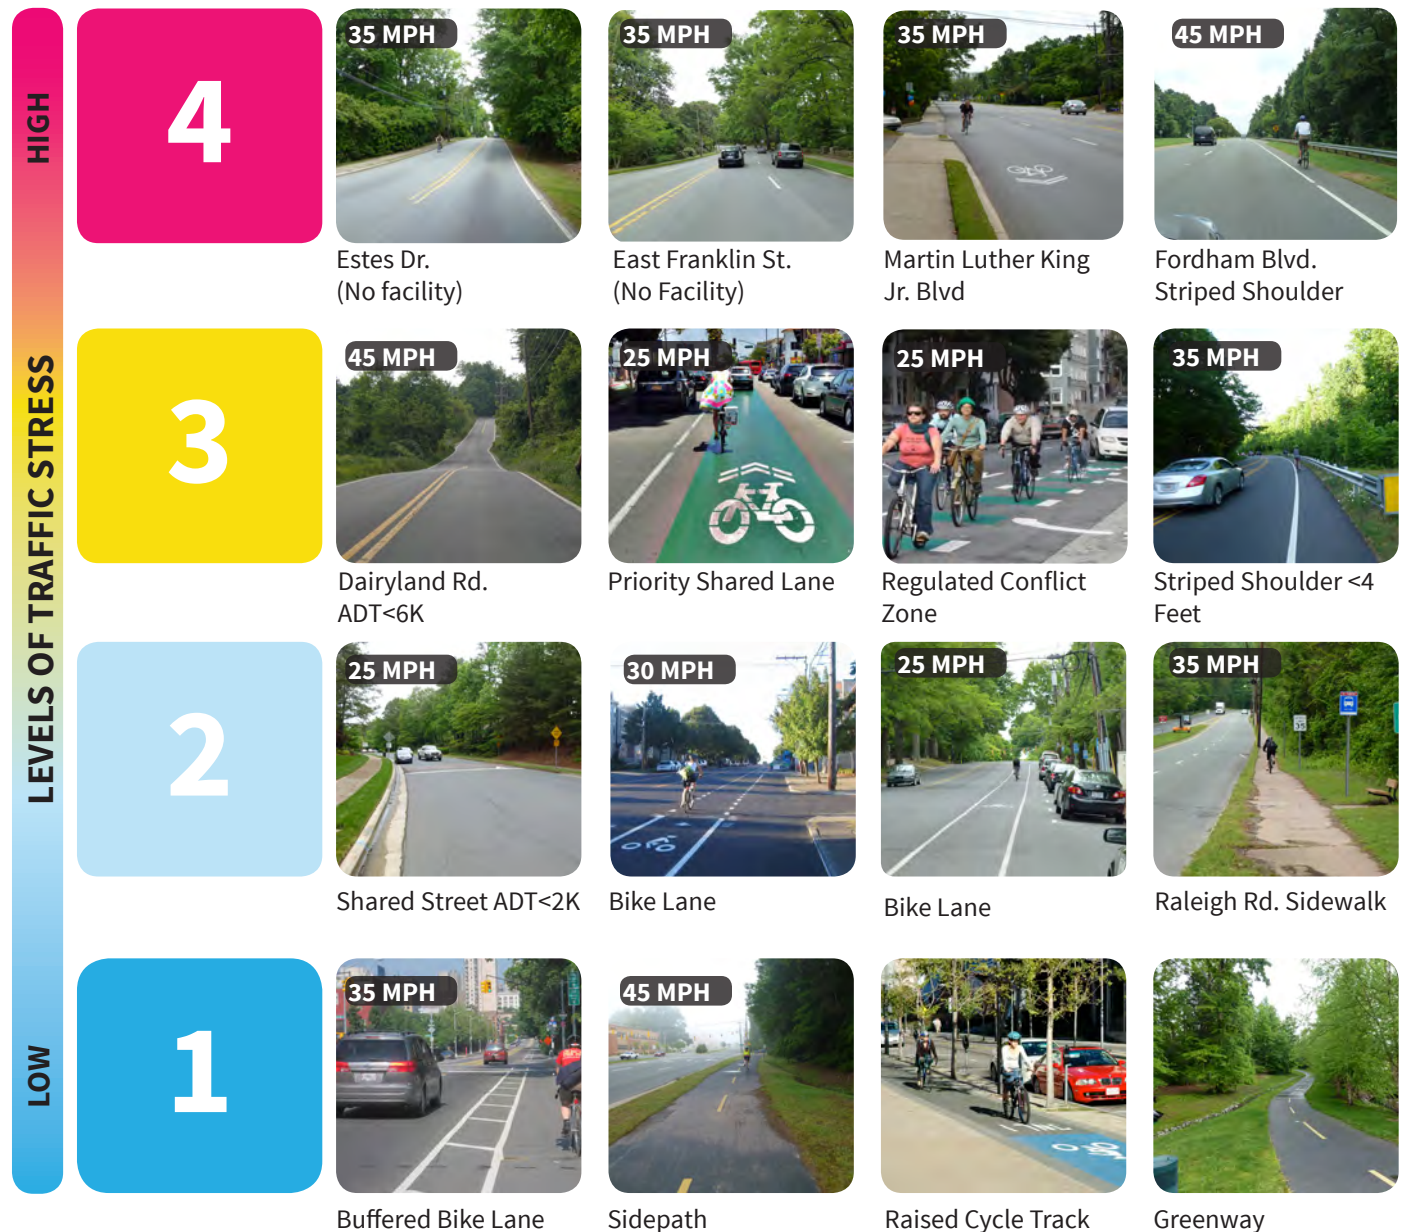 HIGH
LEVELS OF TRAFFIC STRESS
LOW
4
35 MPH
35 MPH
35 MPH
45 MPH
Estes Dr.
(No facility)
East Franklin St.
(No Facility)
Martin Luther King
Jr. Blvd
Fordham Blvd.
Striped Shoulder
3
45 MPH
25 MPH
25 MPH
35 MPH
Dairyland Rd.
ADT<6K
Priority Shared Lane
Regulated Conflict
Zone
Striped Shoulder <4
Feet
2
25 MPH
30 MPH
25 MPH
35 MPH
35
Shared Street ADT<2K
Bike Lane
Bike Lane
Raleigh Rd. Sidewalk
1
35 MPH
45 MPH
LANE
Buffered Bike Lane
Sidepath
Raised Cycle Track
Greenway